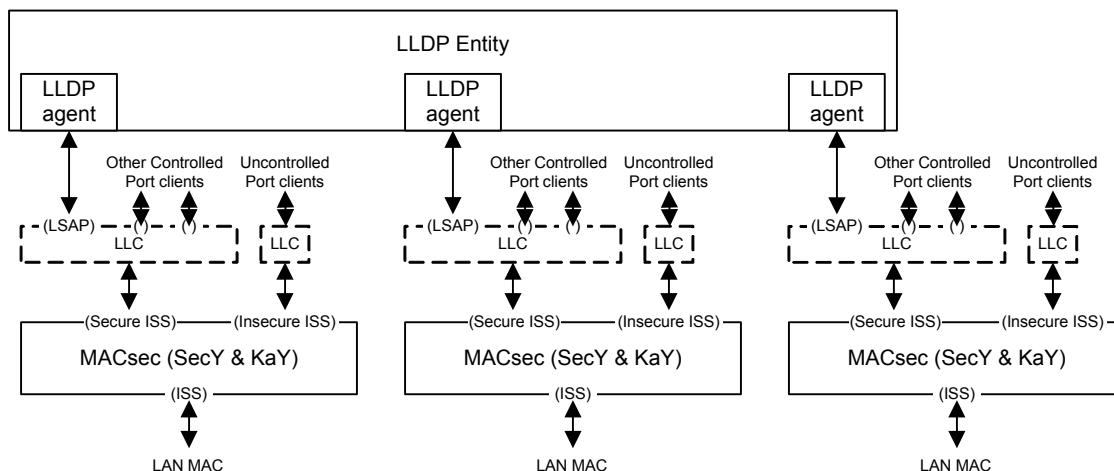 LLDP Entity
LLDP
agent
LLDP
agent
LLDP
agent
Other Controlled
Port clients
Uncontrolled
Port clients
Other Controlled
Port clients
Uncontrolled
Port clients
Other Controlled
Port clients
Uncontrolled
Port clients
(LSAP) ( ) ( )
LLC
LLC
(LSAP) ( ) ( )
LLC
LLC
(LSAP) ( ) ( )
LLC
LLC
(Secure ISS) (Insecure ISS)
MACsec (SecY & KaY)
(ISS)
LAN MAC
(Secure ISS) (Insecure ISS)
MACsec (SecY & KaY)
(ISS)
LAN MAC
(Secure ISS) (Insecure ISS)
MACsec (SecY & KaY)
(ISS)
LAN MAC